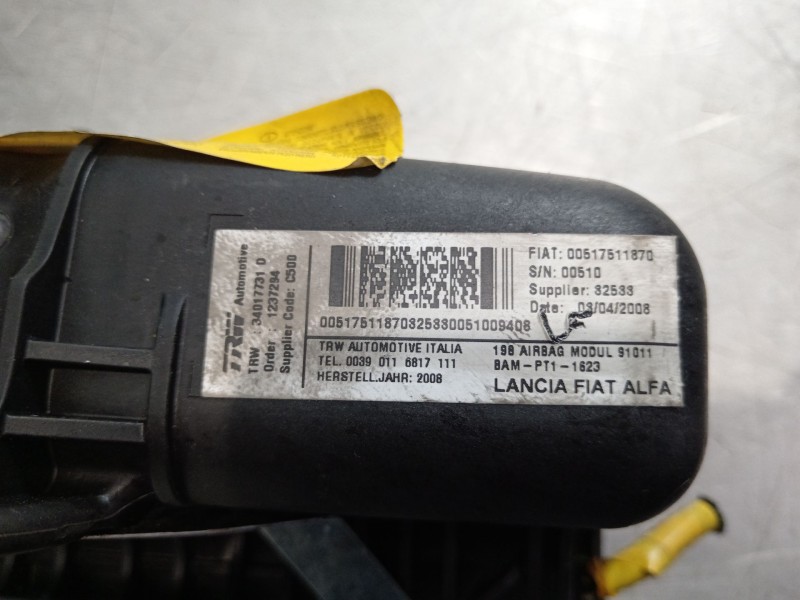 TRW Automotive
TRW 34017731 0
Order : 1237294
Supplier Code: C500
FIAT: 00517511870
S/N: 00510
Supplier: 32533
Date: 03/04/2008
00517511870325330051009408
LF
TRW AUTOMOTIVE ITALIA
TEL. 0039 011 6817 111
HERSTELL.JAHR: 2008
198 AIRBAG MODUL 91011
BAM-PT1-1623
LANCIA FIAT ALFA